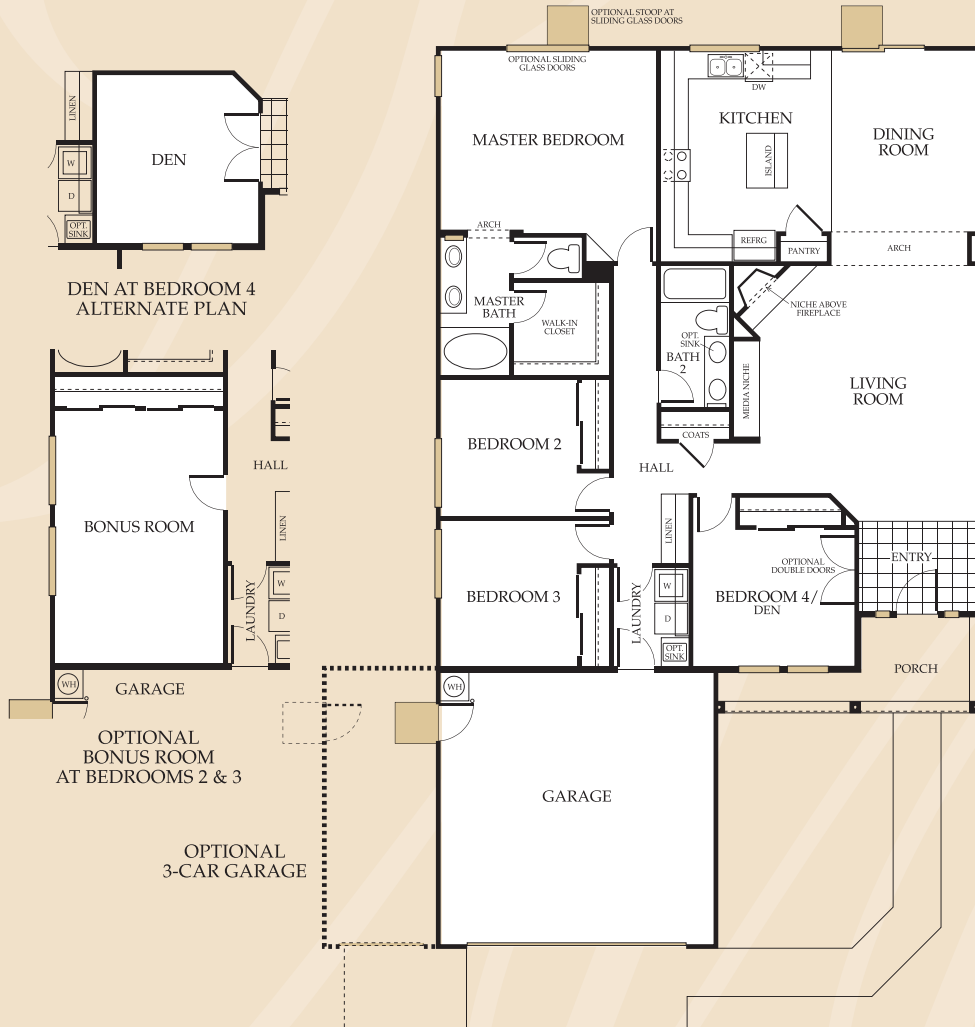 OPTIONAL STOOP AT
SLIDING GLASS DOORS
OPTIONAL SLIDING
GLASS DOORS
MASTER BEDROOM
DW
KITCHEN
ISLAND
DINING
ROOM
ARCH
REFRG
PANTRY
ARCH
MASTER
BATH
WALK-IN
CLOSET
OPT.
SINK
BATH
2
NICHE ABOVE
FIREPLACE
MEDIA NICHE
LIVING
ROOM
COATS
BEDROOM 2
HALL
LINEN
BEDROOM 3
LAUNDRY
W
D
OPT.
SINK
OPTIONAL
DOUBLE DOORS
BEDROOM 4/
DEN
ENTRY
PORCH
WH
GARAGE
LINEN
W
D
OPT.
SINK
DEN
DEN AT BEDROOM 4
ALTERNATE PLAN
HALL
BONUS ROOM
LINEN
LAUNDRY
W
D
WH
GARAGE
OPTIONAL
BONUS ROOM
AT BEDROOMS 2 & 3
OPTIONAL
3-CAR GARAGE